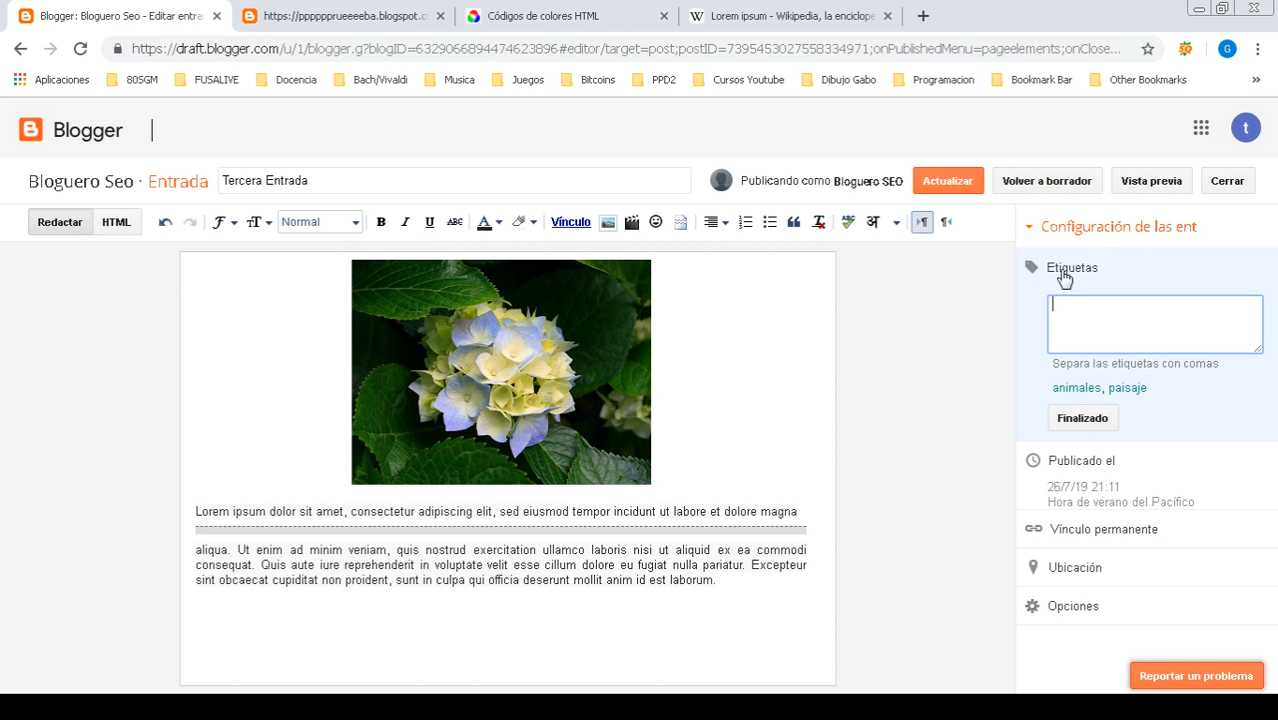 Blogger: Bloguero Seo - Editar entra
https://pppppprueeeeba.blogspot.c
Códigos de colores HTML
Lorem ipsum - Wikipedia, la enciclope
https://draft.blogger.com/u/1/blogger.g?blogID=6329066894474623896#editor/target=post;postID=7395453027558334971;onPublishedMenu=pageelements;onClose...
G
Aplicaciones
80SGM
FUSALIVE
Docencia
Bach/Vivaldi
Musica
Juegos
Bitcoins
PPD2
Cursos Youtube
Dibujo Gabo
Programacion
Bookmark Bar
Other Bookmarks
»
Blogger
t
Bloguero Seo · Entrada
Tercera Entrada
Publicando como Bloguero SEO
Actualizar
Volver a borrador
Vista previa
Cerrar
Redactar
HTML
Normal
B I U ABC A
Vínculo
Configuración de las ent
Etiquetas
Separa las etiquetas con comas
animales, paisaje
Finalizado
Publicado el
26/7/19 21:11
Hora de verano del Pacífico
Vínculo permanente
Ubicación
Opciones
Reportar un problema
Lorem ipsum dolor sit amet, consectetur adipiscing elit, sed eiusmod tempor incidunt ut labore et dolore magna
aliqua. Ut enim ad minim veniam, quis nostrud exercitation ullamco laboris nisi ut aliquid ex ea commodi
consequat. Quis aute iure reprehenderit in voluptate velit esse cillum dolore eu fugiat nulla pariatur. Excepteur
sint obcaecat cupiditat non proident, sunt in culpa qui officia deserunt mollit anim id est laborum.